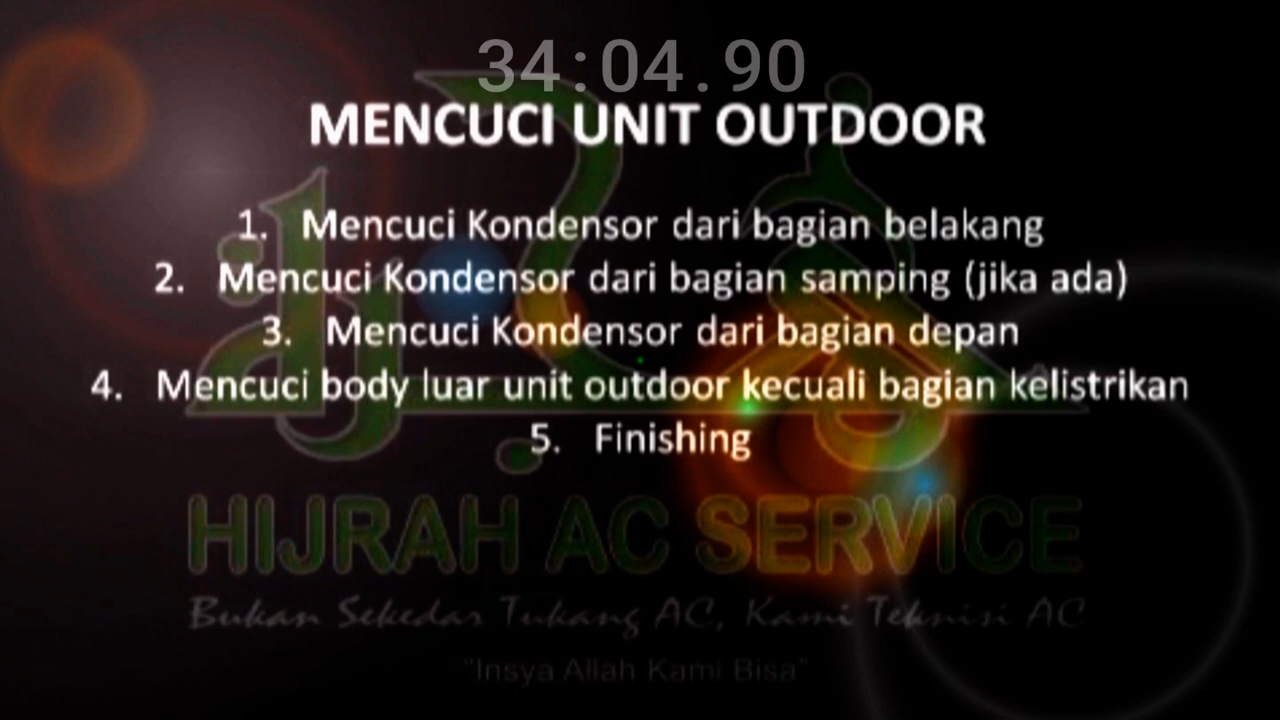 34:04.90
MENCUCI UNIT OUTDOOR
1. Mencuci Kondensor dari bagian belakang
2. Mencuci Kondensor dari bagian samping (jika ada)
3. Mencuci Kondensor dari bagian depan
4. Mencuci body luar unit outdoor kecuali bagian kelistrikan
5. Finishing
HIJRAH AC SERVICE
Bukan Sekedar Tukang AC, Kami Teknisi AC
"Insya Allah Kami Bisa"